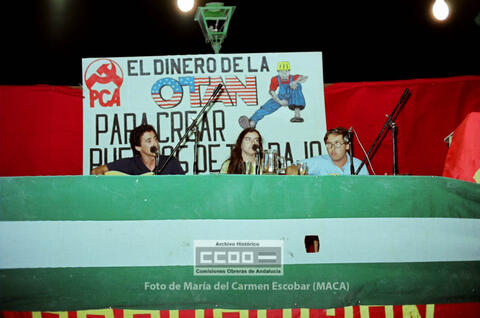 EL DINERO DE LA
PCA
OTAN
PARA CREAR
PUESTOS DE TRABAJO
Archivo Histórico
CCOO
Comisiones Obreras de Andalucía
Foto de María del Carmen Escobar (MACA)